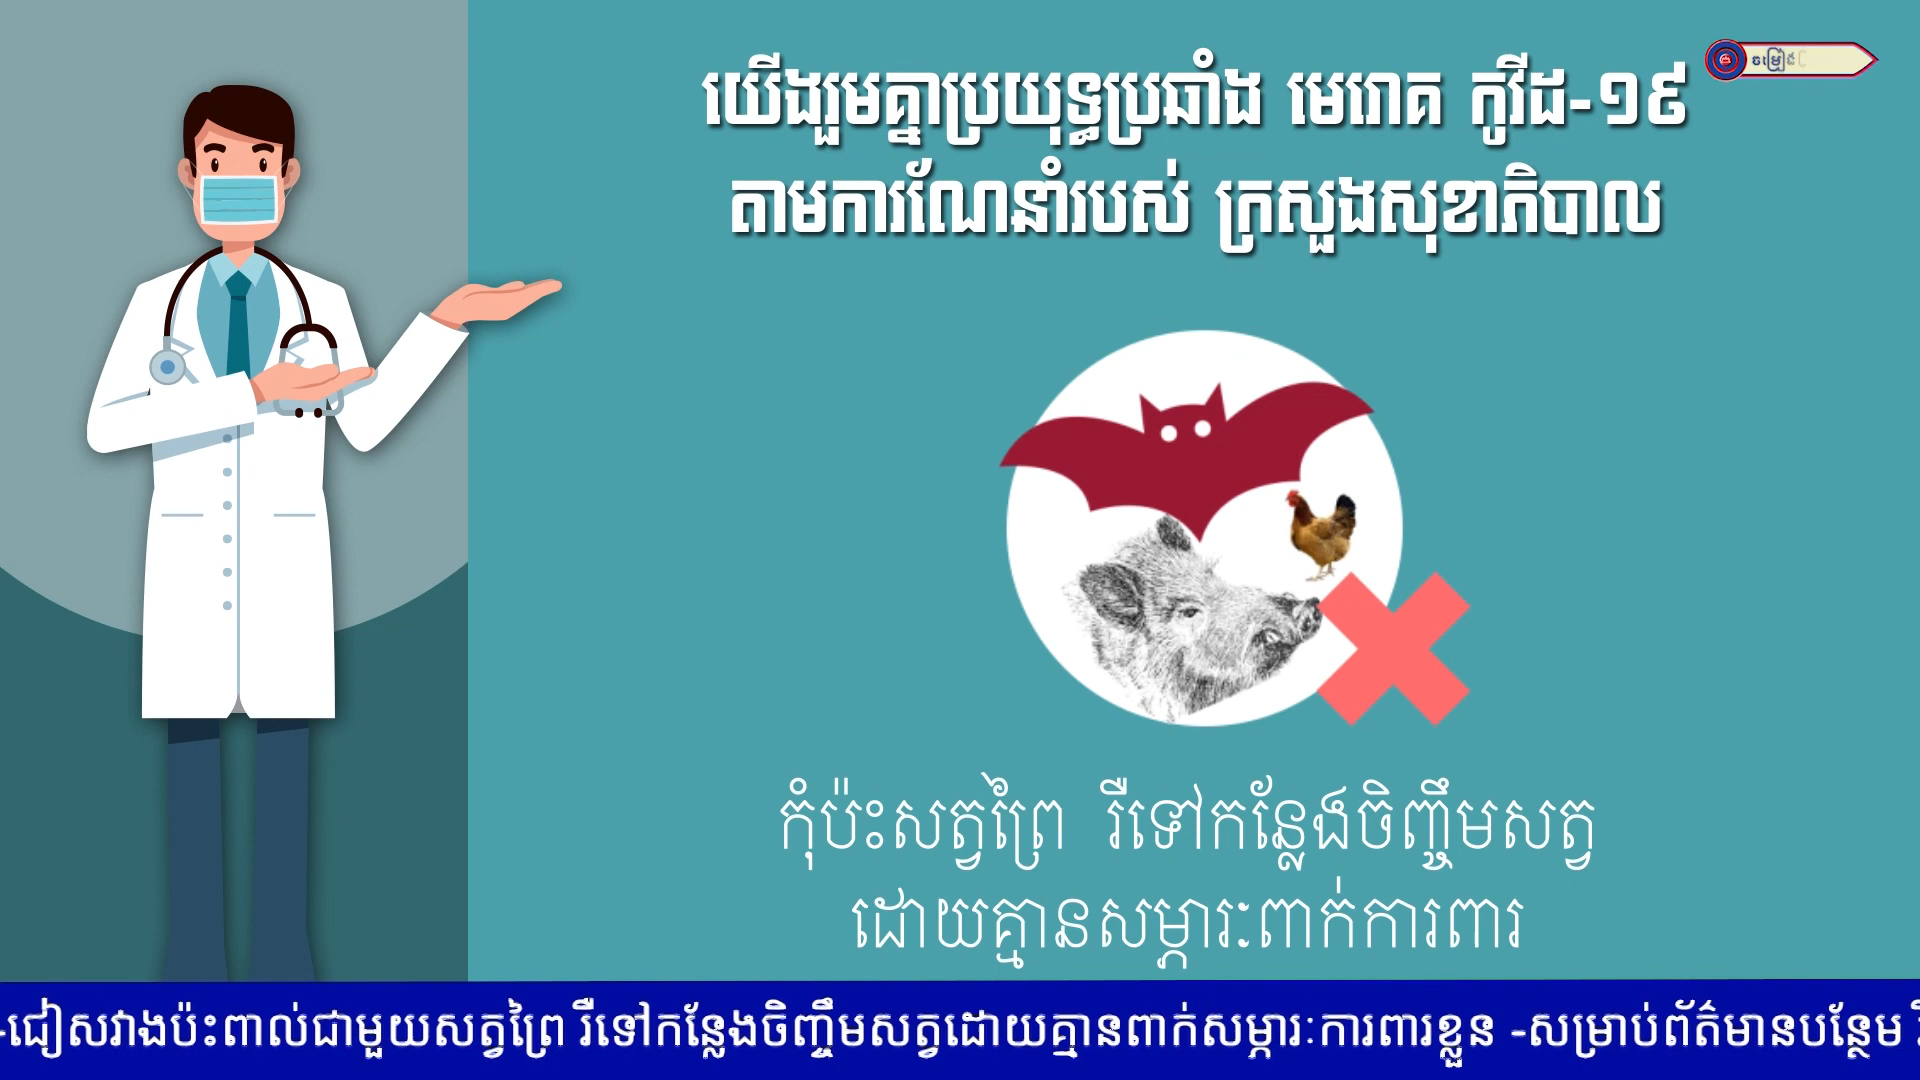 យើងរួមគ្នាប្រយុទ្ធប្រឆាំង មេរោគ កូវីដ-១៩
តាមការណែនាំរបស់ ក្រសួងសុខាភិបាល
ចម្រៀង
កុំប៉ះសត្វព្រៃ រឺទៅកន្លែងចិញ្ចឹមសត្វ
ដោយគ្មានសម្ភារៈពាក់ការពារ
-ជៀសវាងប៉ះពាល់ជាមួយសត្វព្រៃ រឺទៅកន្លែងចិញ្ចឹមសត្វដោយគ្មានពាក់សម្ភារៈការពារខ្លួន -សម្រាប់ព័ត៌មានបន្ថែម